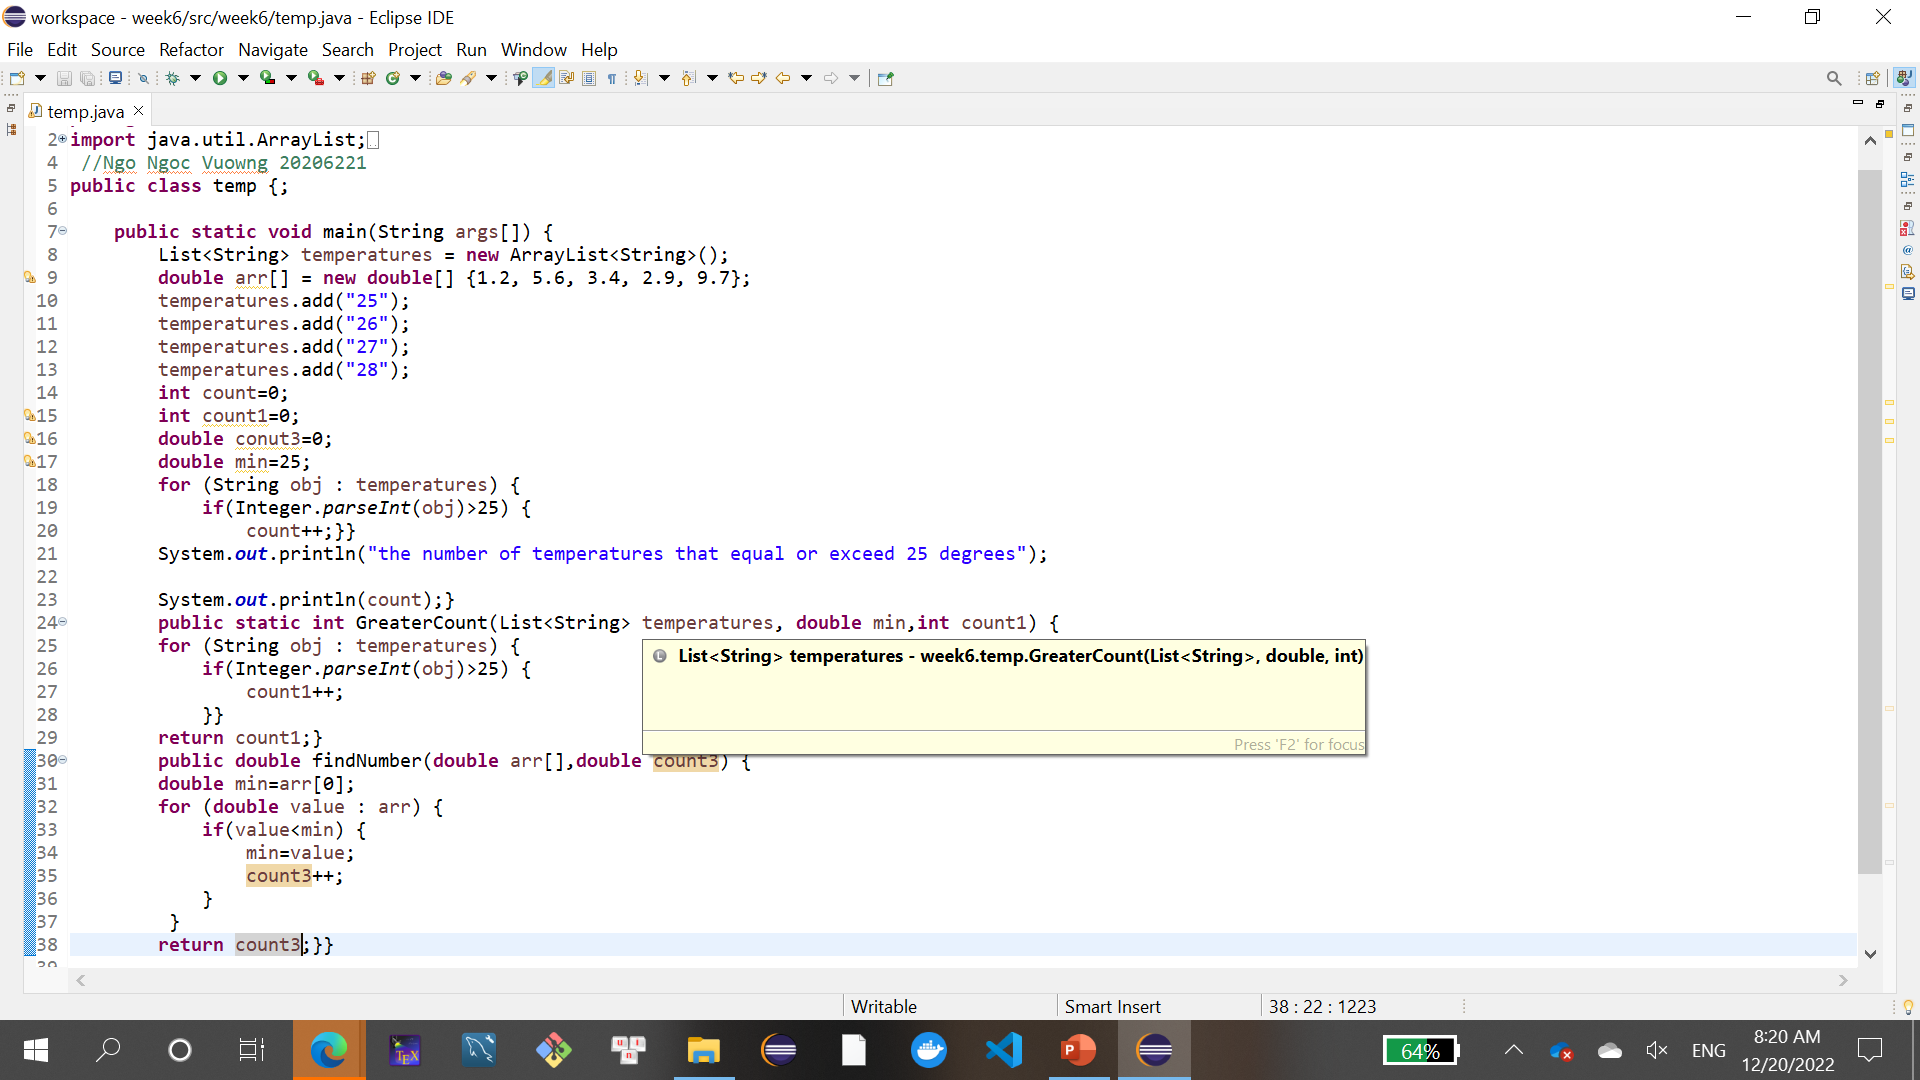 workspace - week6/src/week6/temp.java - Eclipse IDE
File Edit Source Refactor Navigate Search Project Run Window Help
temp.java
2 import java.util.ArrayList;
4 //Ngo Ngoc Vuowng 20206221
5 public class temp {;
6
7 public static void main(String args[]) {
8 List<String> temperatures = new ArrayList<String>();
9 double arr[] = new double[] {1.2, 5.6, 3.4, 2.9, 9.7};
10 temperatures.add("25");
11 temperatures.add("26");
12 temperatures.add("27");
13 temperatures.add("28");
14 int count=0;
15 int count1=0;
16 double conut3=0;
17 double min=25;
18 for (String obj : temperatures) {
19 if(Integer.parseInt(obj)>25) {
20 count++;}}
21 System.out.println("the number of temperatures that equal or exceed 25 degrees");
22
23 System.out.println(count);}
24 public static int GreaterCount(List<String> temperatures, double min,int count1) {
25 for (String obj : temperatures) {
26 if(Integer.parseInt(obj)>25) {
27 count1++;
28 }}
29 return count1;}
List<String> temperatures - week6.temp.GreaterCount(List<String>, double, int)
Press 'F2' for focus
30 public double findNumber(double arr[],double count3) {
31 double min=arr[0];
32 for (double value : arr) {
33 if(value<min) {
34 min=value;
35 count3++;
36 }
37 }
38 return count3;}}
39
Writable Smart Insert 38 : 22 : 1223
64% ENG 8:20 AM
12/20/2022